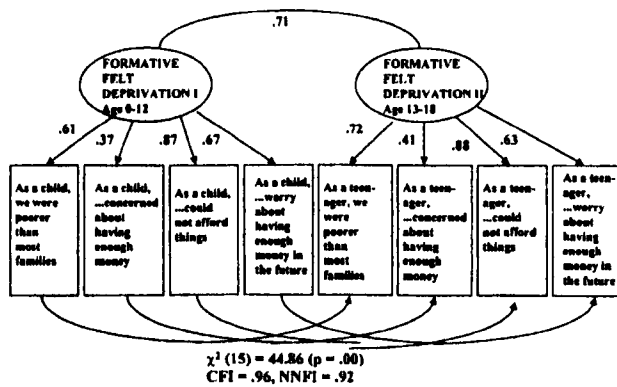 .71
FORMATIVE
FELT
DEPRIVATION I
Age 0-12
FORMATIVE
FELT
DEPRIVATION II
Age 13-18
.61
.37
.87
.67
.72
.41
.88
.63
As a child,
we were
poorer
than
most
families
As a child,
...concerned
about
having
enough
money
As a child,
...could
not afford
things
As a child,
...worry
about
having
enough
money in
the future
As a teen-
ager, we
were
poorer
than
most
families
As a teen-
ager,
...concerned
about
having
enough
money
As a teen-
ager,
...could
not afford
things
As a teen-
ager,
...worry
about
having
enough
money in
the future
χ² (15) = 44.86 (p = .00)
CFI = .96, NNFI = .92